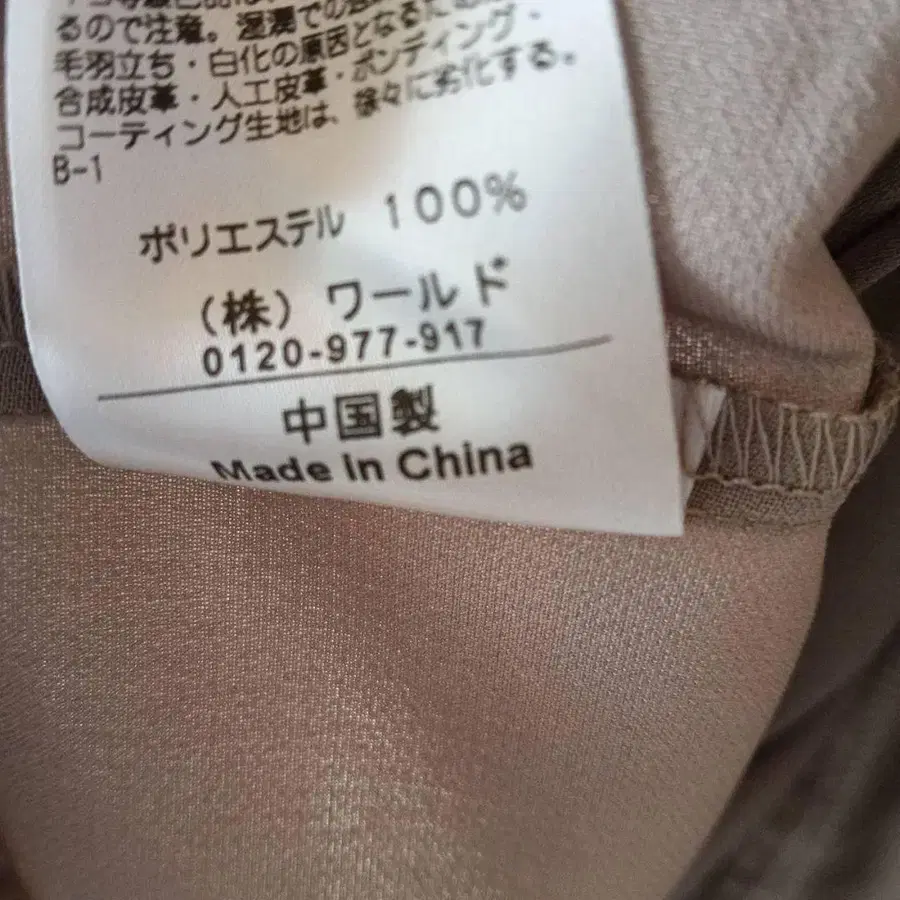 るので注意。湿潤での
毛羽立ち・白化の原因となるため
合成皮革・人工皮革・ボンディング・
コーティング生地は、徐々に劣化する。
B-1
ポリエステル 100%
(株) ワールド
0120-977-917
中国製
Made in China